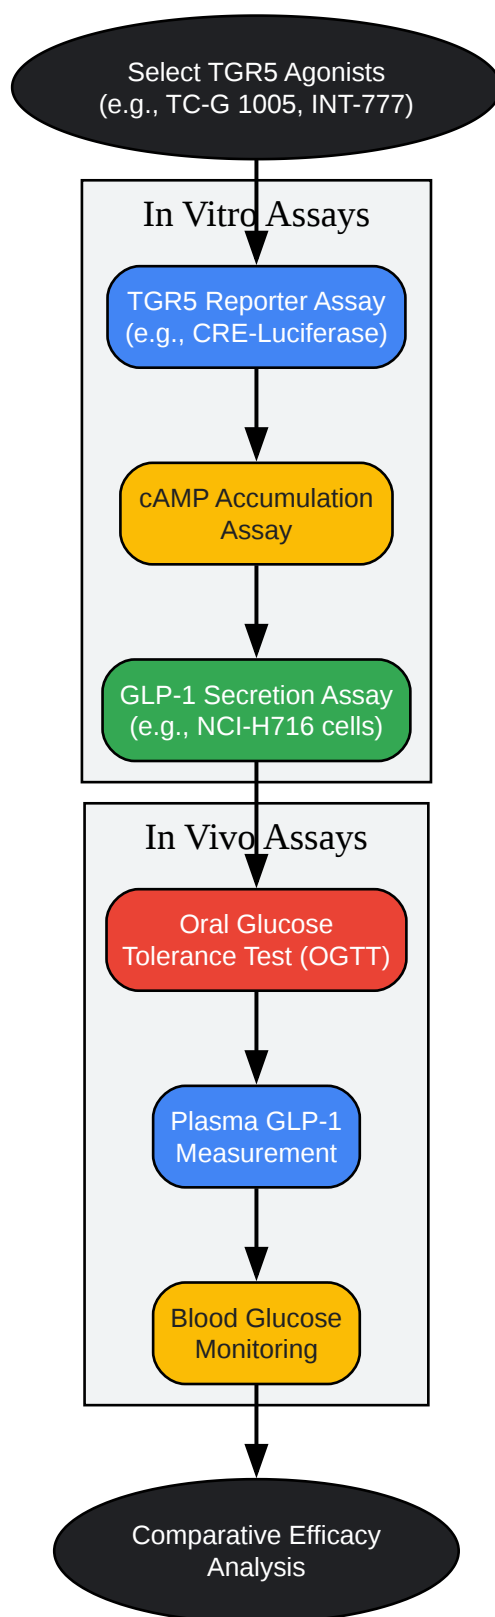 Select TGR5 Agonists
(e.g., TC-G 1005, INT-777)
In Vitro Assays
TGR5 Reporter Assay
(e.g., CRE-Luciferase)
cAMP Accumulation
Assay
GLP-1 Secretion Assay
(e.g., NCI-H716 cells)
In Vivo Assays
Oral Glucose
Tolerance Test (OGTT)
Plasma GLP-1
Measurement
Blood Glucose
Monitoring
Comparative Efficacy
Analysis